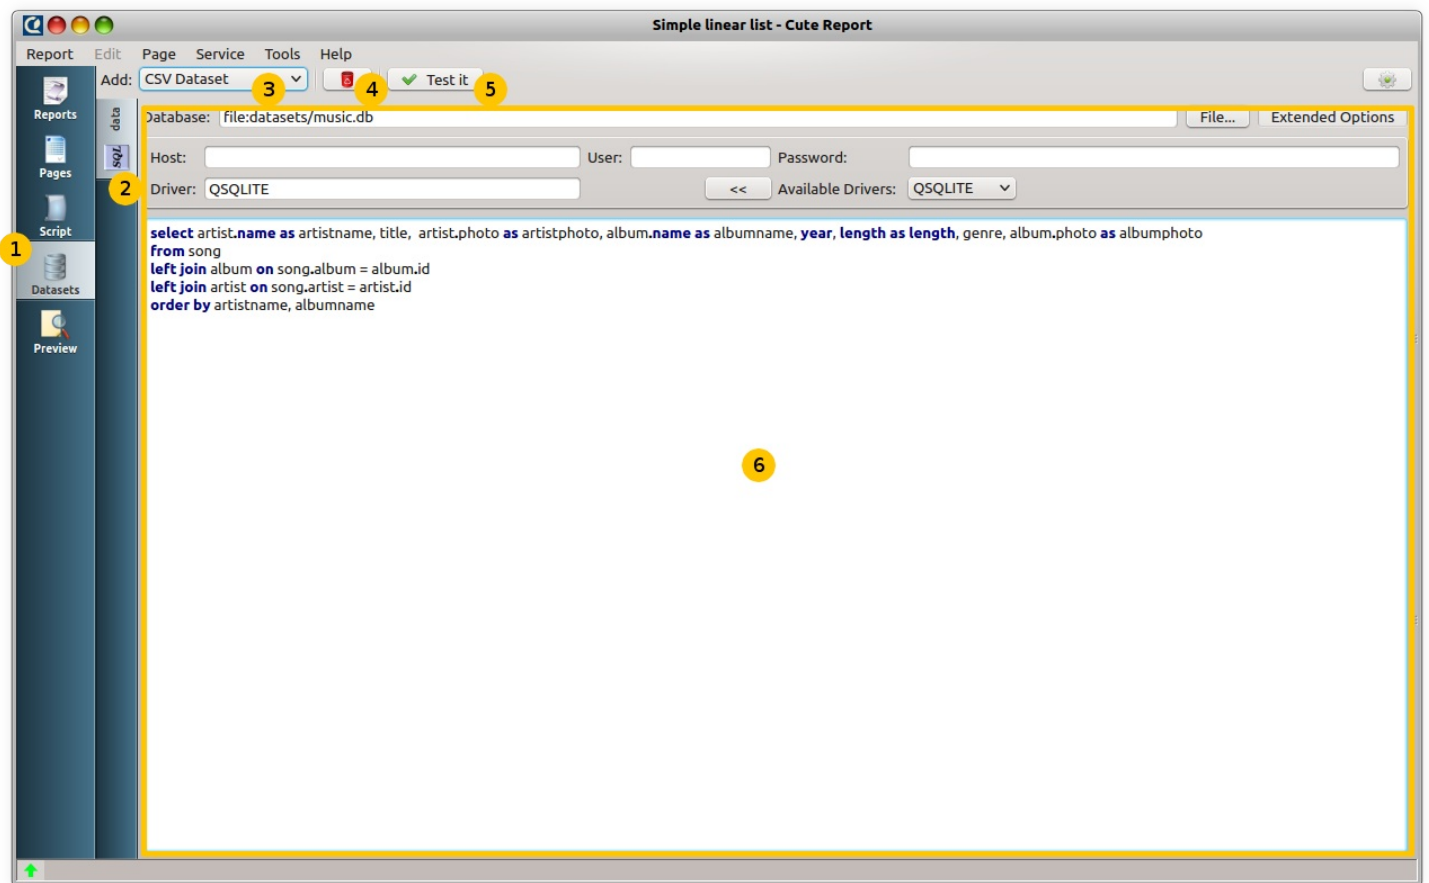 Simple linear list - Cute Report
Report Edit Page Service Tools Help
Add: CSV Dataset 3 4 Test it 5
Reports
data
Database: file:datasets/music.db File... Extended Options
SQL
Host: User: Password:
Pages
2 Driver: QSQLITE << Available Drivers: QSQLITE
Script
1
Datasets
Preview
select artist.name as artistname, title,  artist.photo as artistphoto, album.name as albumname, year, length as length, genre, album.photo as albumphoto
from song
left join album on song.album = album.id
left join artist on song.artist = artist.id
order by artistname, albumname
6